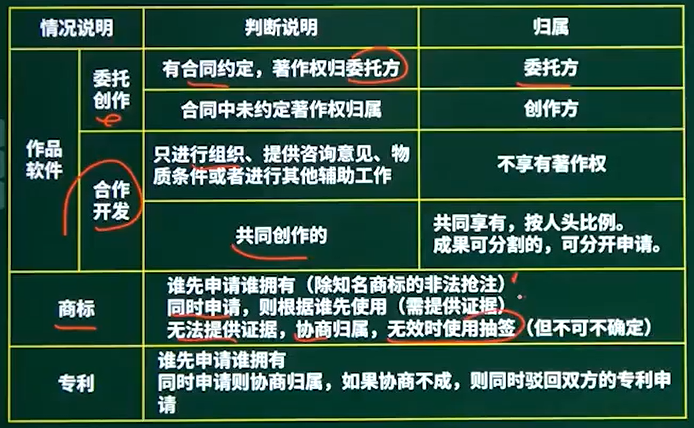 情况说明
判断说明
归属
作品
软件
委托
创作
有合同约定，著作权归委托方
委托方
合同中未约定著作权归属
创作方
合作
开发
只进行组织、提供咨询意见、物
质条件或者进行其他辅助工作
不享有著作权
共同创作的
共同享有，按人头比例。
成果可分割的，可分开申请。
商标
谁先申请谁拥有（除知名商标的非法抢注）
同时申请，则根据谁先使用（需提供证据）
无法提供证据，协商归属，无效时使用抽签（但不可不确定）
专利
谁先申请谁拥有
同时申请则协商归属，如果协商不成，则同时驳回双方的专利申
请